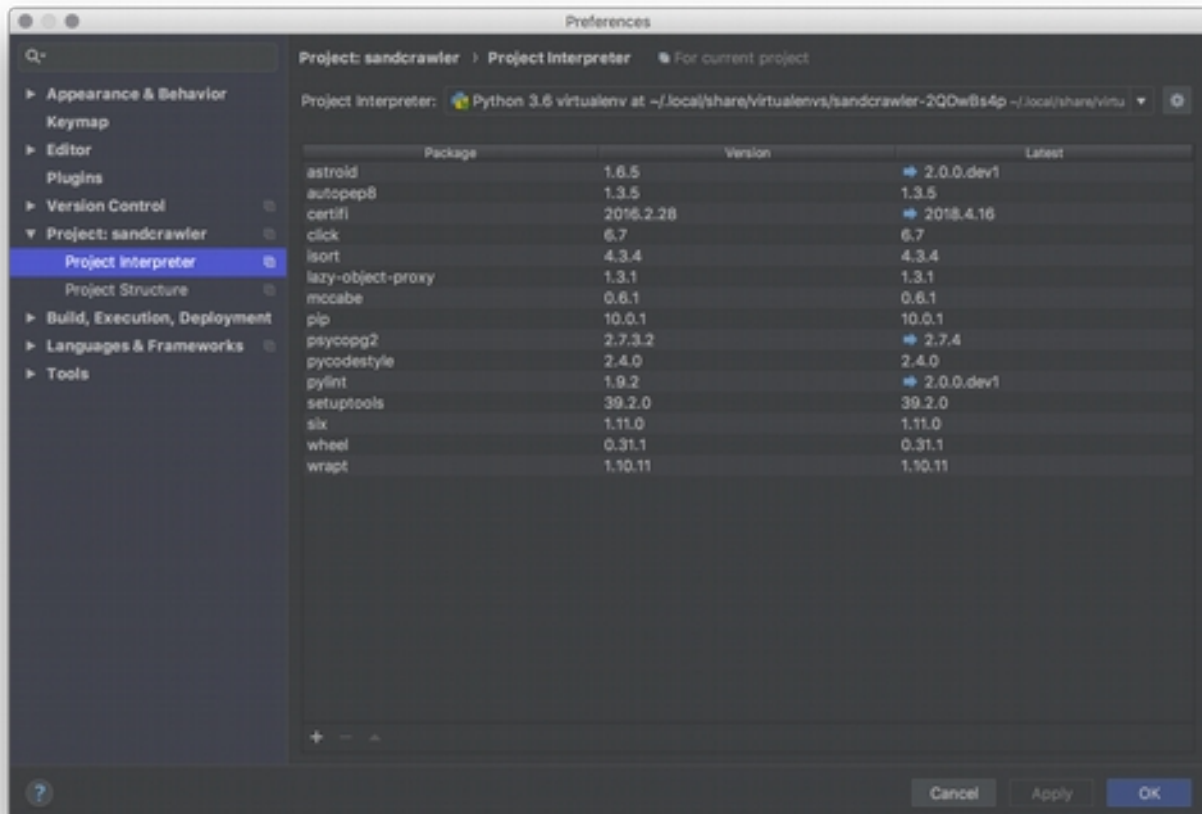 Preferences
Project: sandcrawler › Project Interpreter For current project
Appearance & Behavior
Keymap
Editor
Plugins
Version Control
Project: sandcrawler
Project Interpreter
Project Structure
Build, Execution, Deployment
Languages & Frameworks
Tools
Project Interpreter: Python 3.6 virtualenv at ~/.local/share/virtualenvs/sandcrawler-2QDwBs4p ~/.local/share/virtu
Package Version Latest
astroid 1.6.5 2.0.0.dev1
autopep8 1.3.5 1.3.5
certifi 2016.2.28 2018.4.16
click 6.7 6.7
isort 4.3.4 4.3.4
lazy-object-proxy 1.3.1 1.3.1
mccabe 0.6.1 0.6.1
pip 10.0.1 10.0.1
psycopg2 2.7.3.2 2.7.4
pycodestyle 2.4.0 2.4.0
pylint 1.9.2 2.0.0.dev1
setuptools 39.2.0 39.2.0
six 1.11.0 1.11.0
wheel 0.31.1 0.31.1
wrapt 1.10.11 1.10.11
+ −
? Cancel Apply OK